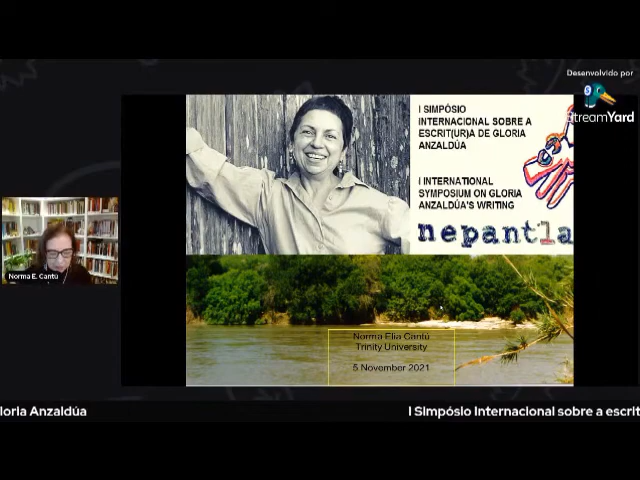 Desenvolvido por
StreamYard
I SIMPÓSIO
INTERNACIONAL SOBRE A
ESCRIT(UR)A DE GLORIA
ANZALDÚA
I INTERNATIONAL
SYMPOSIUM ON GLORIA
ANZALDÚA'S WRITING
nepantla
Norma E. Cantú
Norma Elia Cantú
Trinity University
5 November 2021
loria Anzaldúa
I Simpósio Internacional sobre a escrit